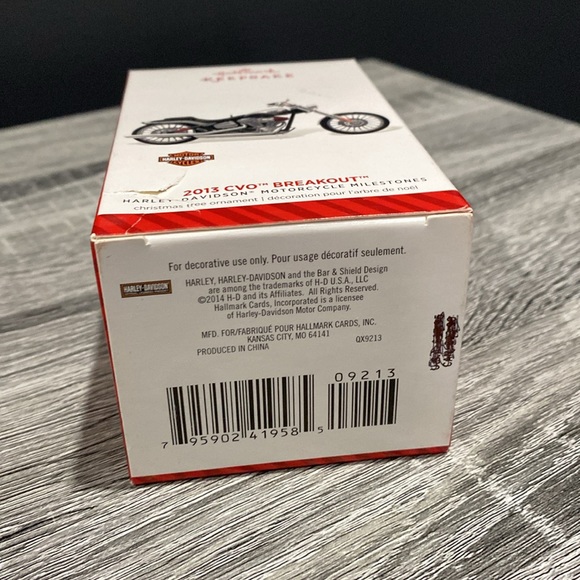 Hallmark
KEEPSAKE
MOTOR
HARLEY-DAVIDSON
CYCLES
2013 CVO™ BREAKOUT™
HARLEY-DAVIDSON® MOTORCYCLE MILESTONES
christmas tree ornament | décoration pour l'arbre de noël
For decorative use only. Pour usage décoratif seulement.
HARLEY-DAVIDSON
HARLEY, HARLEY-DAVIDSON and the Bar & Shield Design
are among the trademarks of H-D U.S.A., LLC
©2014 H-D and its Affiliates. All Rights Reserved.
Hallmark Cards, Incorporated is a licensee
of Harley-Davidson Motor Company.
MFD. FOR/FABRIQUÉ POUR HALLMARK CARDS, INC.
KANSAS CITY, MO 64141
PRODUCED IN CHINA QX9213
09213
7 95902 41958 5